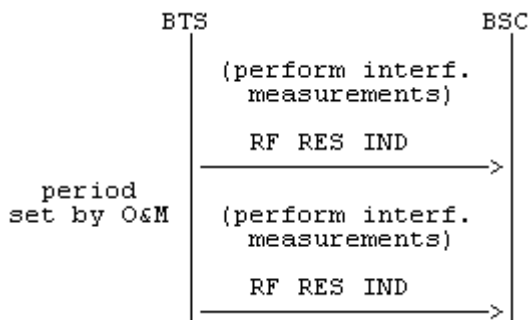 BTS BSC
(perform interf.
measurements)
RF RES IND
period
set by O&M
(perform interf.
measurements)
RF RES IND